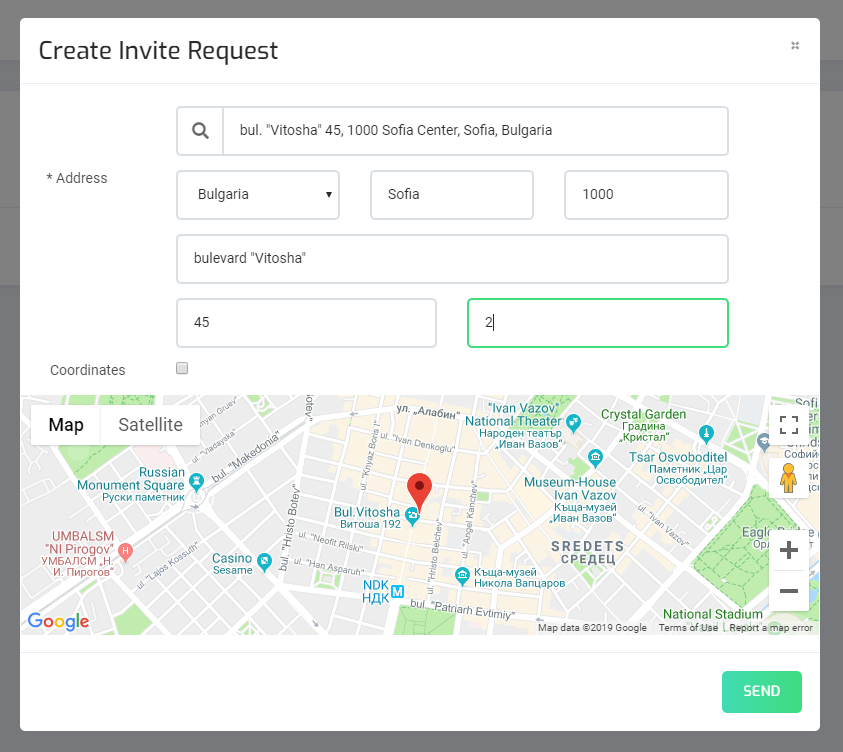 Create Invite Request
bul. "Vitosha" 45, 1000 Sofia Center, Sofia, Bulgaria
* Address
Bulgaria
Sofia
1000
bulevard "Vitosha"
45
2
Coordinates
Map
Satellite
ул. „Алабин"
"Ivan Vazov"
National Theater
Народен театър
„Иван Вазов"
Crystal Garden
Градина
„Кристал"
Tsar Osvoboditel
Паметник „Цар
Освободител"
ul. "Knyaz Boris I"
ul. "Ivan Denkoglu"
ul. "Vladayska"
bul. "Makedonia"
Russian
Monument Square
Руски паметник
Museum-House
Ivan Vazov
Къща-музей
„Иван Вазов"
Bul.Vitosha
Витоша 192
ul. "Angel Kanchev"
bul. "Hristo Botev"
ul. "Neofit Rilski"
ul. "Han Asparuh"
ul. "Hristo Belchev"
UMBALSM
"NI Pirogov"
УМБАЛСМ „Н.
И. Пирогов"
ul. "Lajos Kossuth"
Casino
Sesame
SREDETS
СРЕДЕЦ
Къща-музей
Никола Вапцаров
NDK
НДК
bul. "Patriarh Evtimiy"
National Stadium
Google
Map data ©2019 Google
Terms of Use
Report a map error
SEND